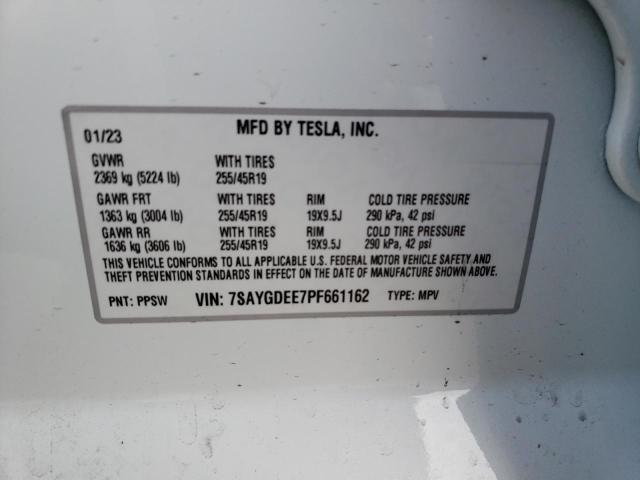 01/23 MFD BY TESLA, INC.
GVWR WITH TIRES
2369 kg (5224 lb) 255/45R19
GAWR FRT WITH TIRES RIM COLD TIRE PRESSURE
1363 kg (3004 lb) 255/45R19 19X9.5J 290 kPa, 42 psi
GAWR RR WITH TIRES RIM COLD TIRE PRESSURE
1636 kg (3606 lb) 255/45R19 19X9.5J 290 kPa, 42 psi
THIS VEHICLE CONFORMS TO ALL APPLICABLE U.S. FEDERAL MOTOR VEHICLE SAFETY AND
THEFT PREVENTION STANDARDS IN EFFECT ON THE DATE OF MANUFACTURE SHOWN ABOVE.
PNT: PPSW VIN: 7SAYGDEE7PF661162 TYPE: MPV